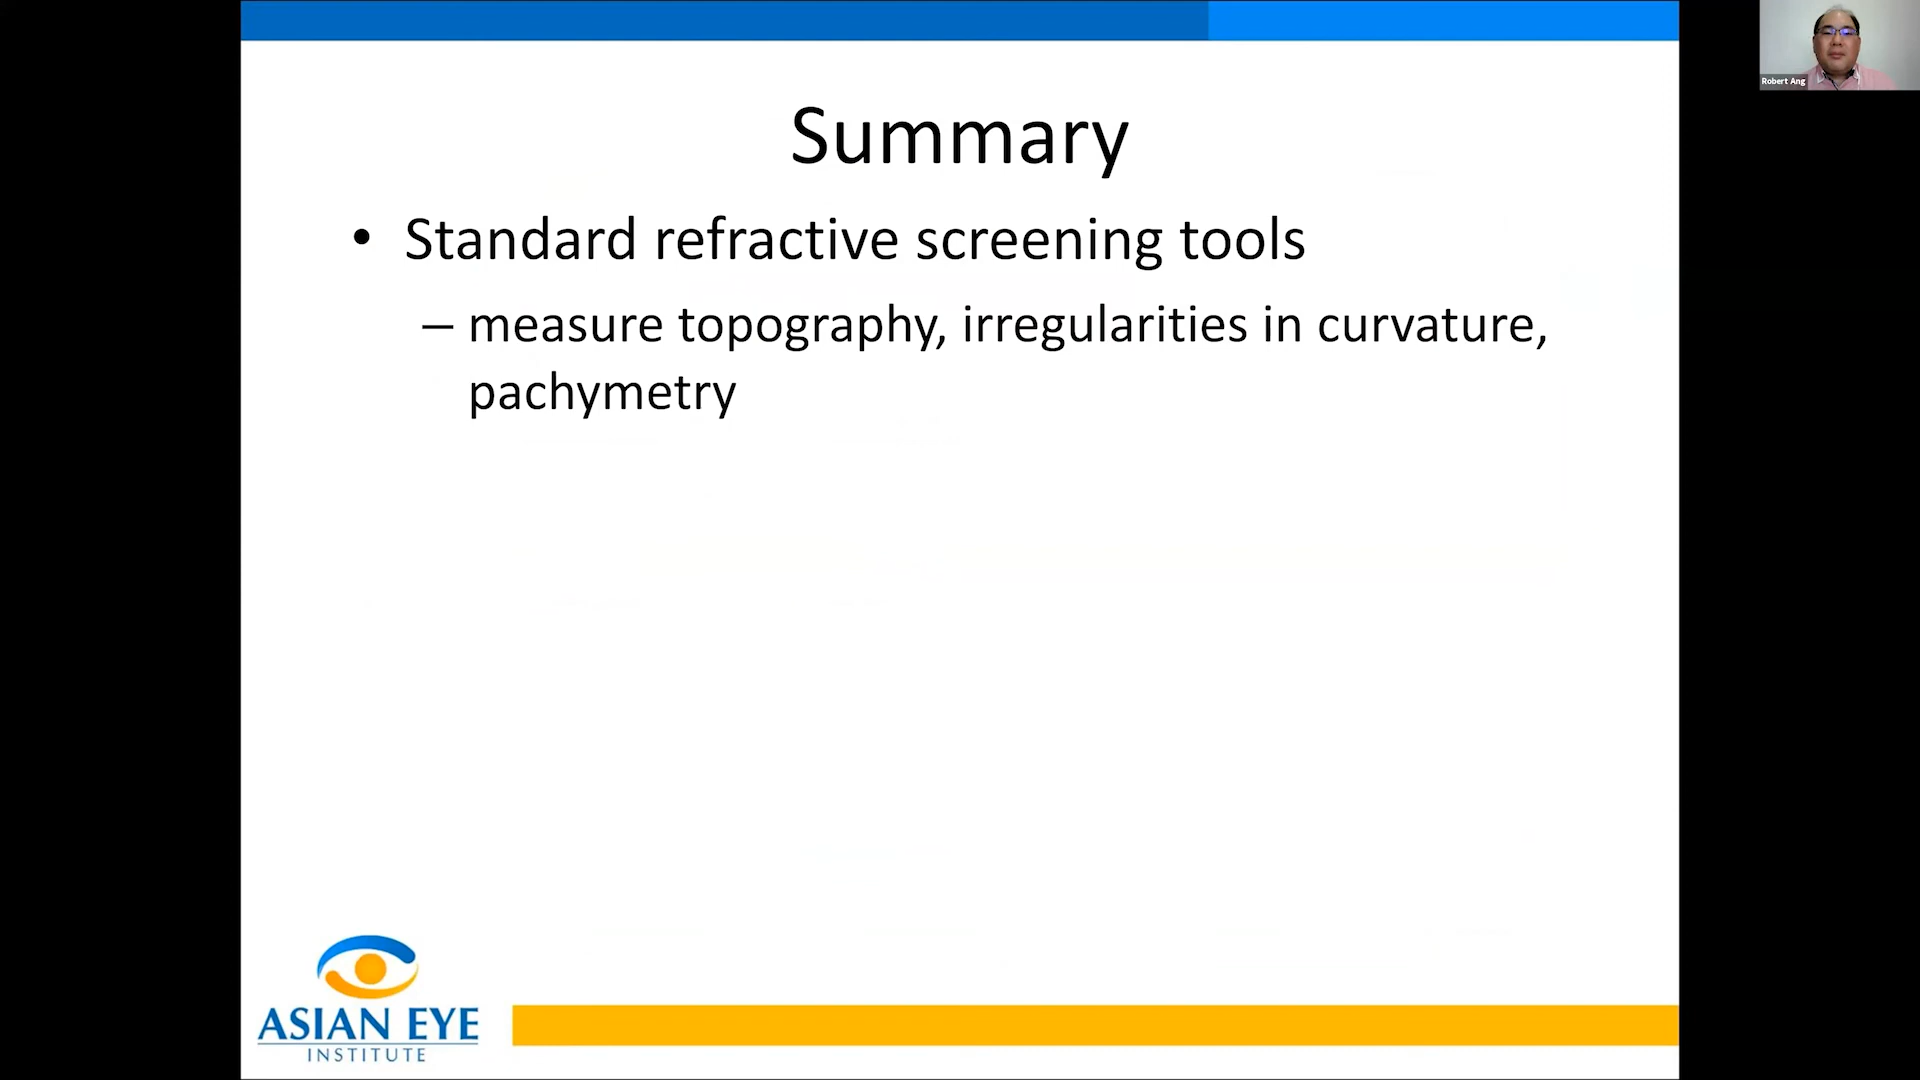 Summary
• Standard refractive screening tools
– measure topography, irregularities in curvature,
pachymetry
Robert Ang
ASIAN EYE
INSTITUTE